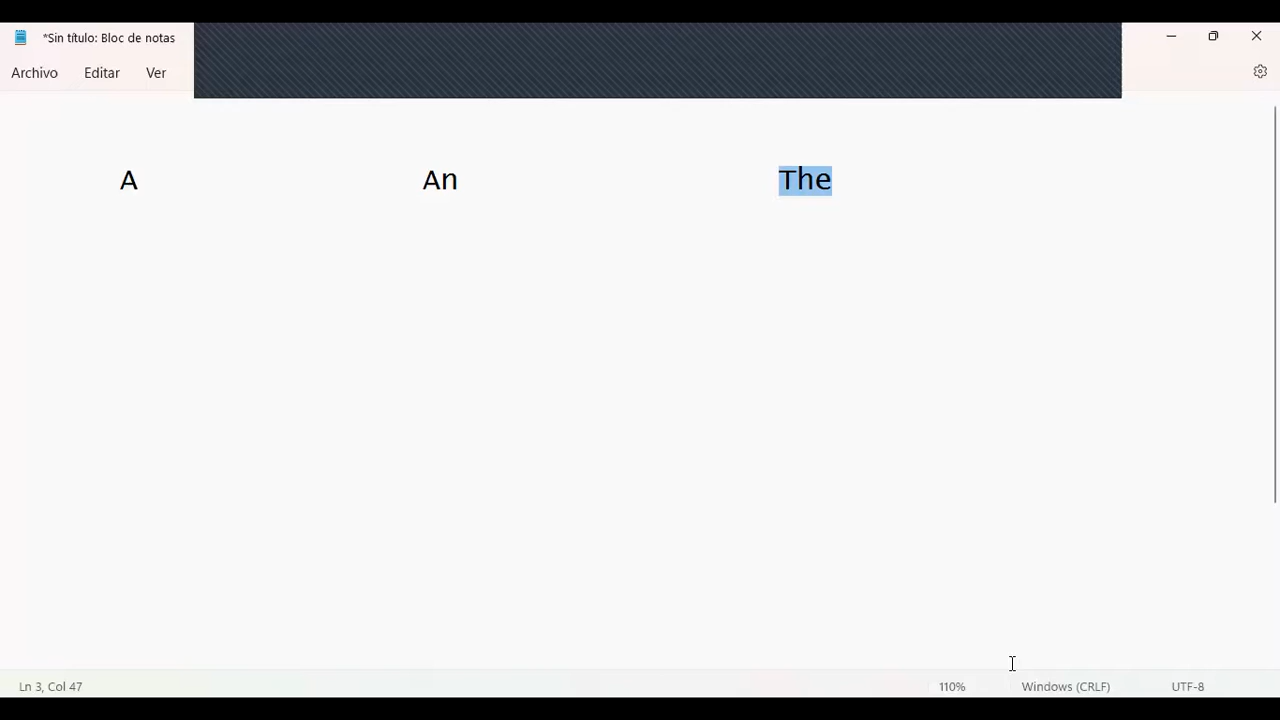 *Sin título: Bloc de notas
Archivo Editar Ver
A An The
Ln 3, Col 47 110% Windows (CRLF) UTF-8